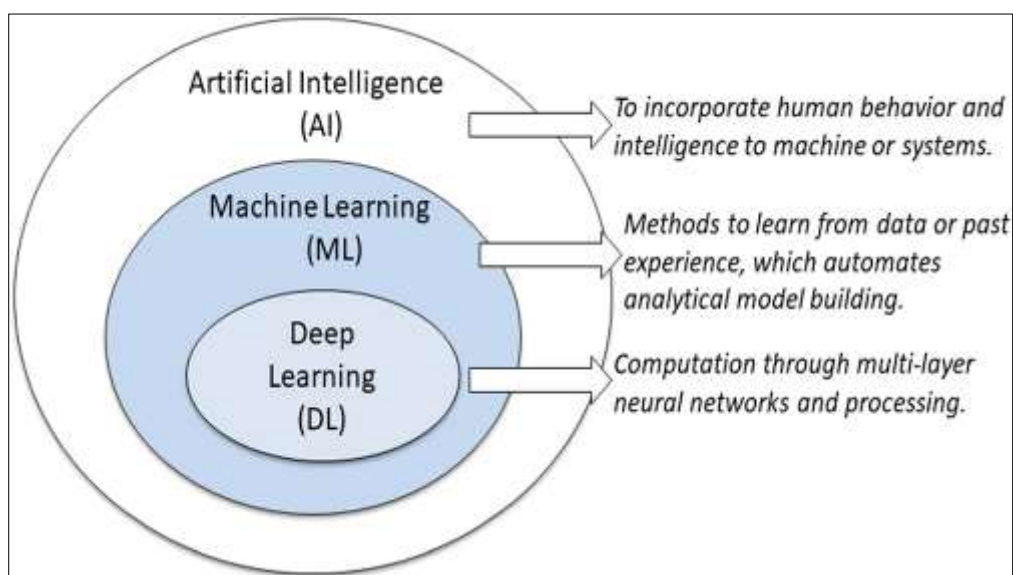 Artificial Intelligence
(AI)
To incorporate human behavior and
intelligence to machine or systems.
Machine Learning
(ML)
Methods to learn from data or past
experience, which automates
analytical model building.
Deep
Learning
(DL)
Computation through multi-layer
neural networks and processing.